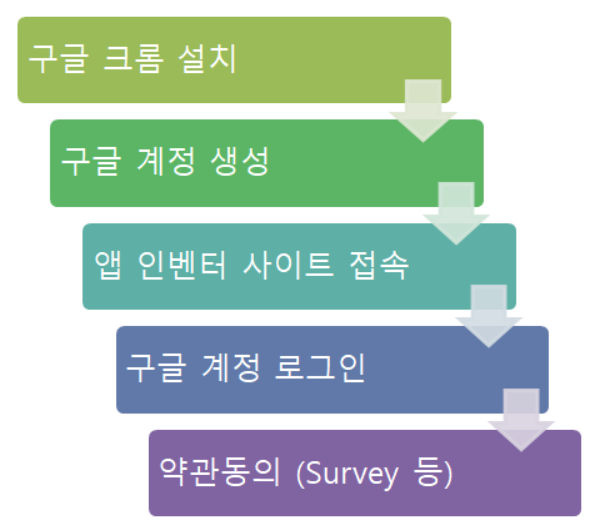 구글 크롬 설치
구글 계정 생성
앱 인벤터 사이트 접속
구글 계정 로그인
약관동의 (Survey 등)